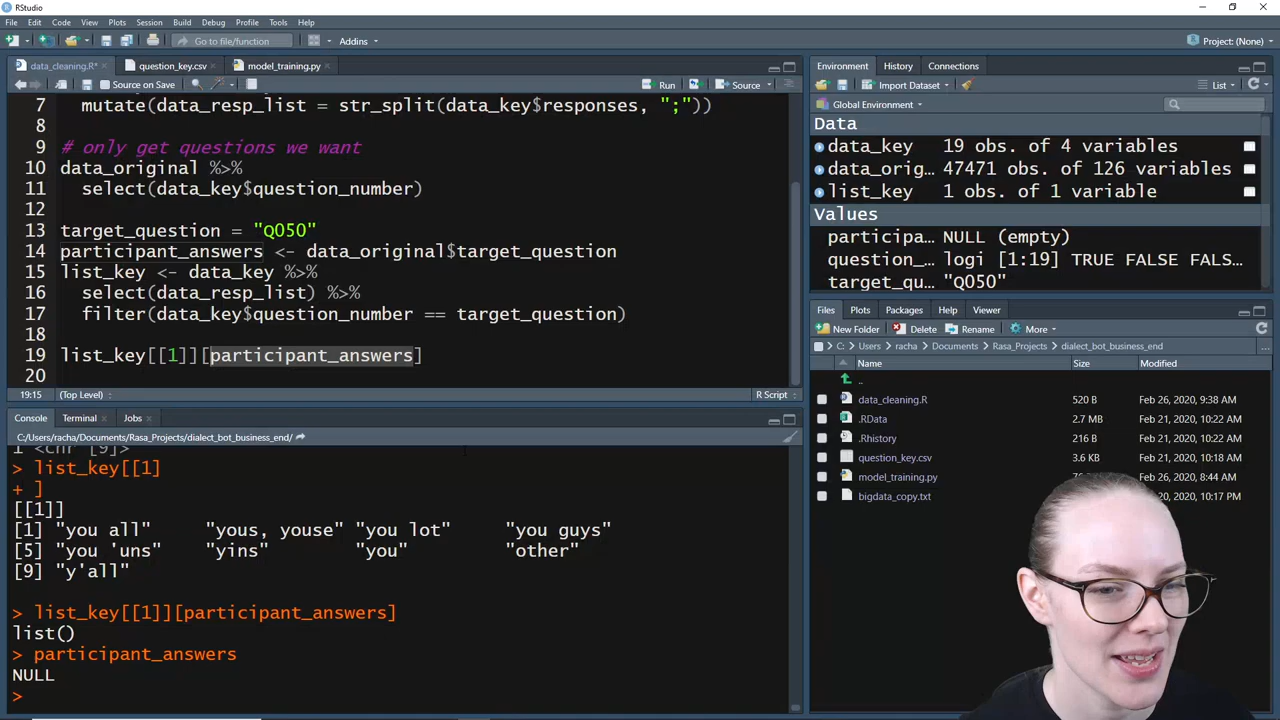 RStudio
File Edit Code View Plots Session Build Debug Profile Tools Help
Go to file/function Addins Project: (None)
data_cleaning.R* question_key.csv model_training.py
Source on Save Run Source
7 mutate(data_resp_list = str_split(data_key$responses, ";"))
8
9 # only get questions we want
10 data_original %>%
11 select(data_key$question_number)
12
13 target_question = "Q050"
14 participant_answers <- data_original$target_question
15 list_key <- data_key %>%
16 select(data_resp_list) %>%
17 filter(data_key$question_number == target_question)
18
19 list_key[[1]][participant_answers]
20
19:15 (Top Level) R Script
Console Terminal Jobs
C:/Users/racha/Documents/Rasa_Projects/dialect_bot_business_end/
1 <chr [9]>
> list_key[[1]
+ ]
[[1]]
[1] "you all" "yous, youse" "you lot" "you guys"
[5] "you 'uns" "yins" "you" "other"
[9] "y'all"
> list_key[[1]][participant_answers]
list()
> participant_answers
NULL
>
Environment History Connections
Import Dataset List
Global Environment
Data
data_key 19 obs. of 4 variables
data_orig… 47471 obs. of 126 variables
list_key 1 obs. of 1 variable
Values
participa… NULL (empty)
question_… logi [1:19] TRUE FALSE FALS…
target_qu… "Q050"
Files Plots Packages Help Viewer
New Folder Delete Rename More
C: Users racha Documents Rasa_Projects dialect_bot_business_end ...
Name Size Modified
..
data_cleaning.R 520 B Feb 26, 2020, 9:38 AM
.RData 2.7 MB Feb 21, 2020, 10:22 AM
.Rhistory 216 B Feb 21, 2020, 10:22 AM
question_key.csv 3.6 KB Feb 21, 2020, 10:18 AM
model_training.py 26, 2020, 8:44 AM
bigdata_copy.txt 20, 2020, 10:17 PM